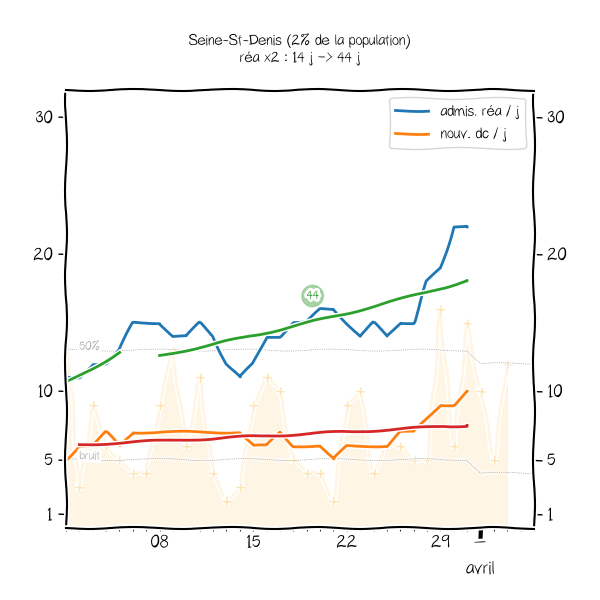 Seine-St-Denis (2% de la population)
réa x2 : 14 j -> 44 j
admis. réa / j
nouv. dc / j
30
30
20
20
44
50%
10
10
bruit
5
5
1
1
08
15
22
29
1
avril